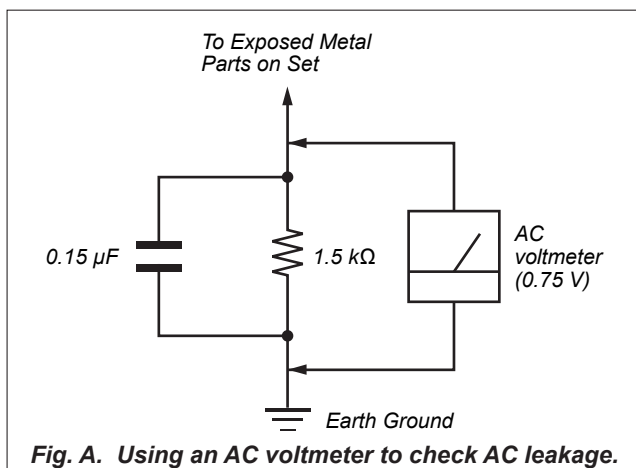 To Exposed Metal
Parts on Set
0.15 µF
1.5 kΩ
AC
voltmeter
(0.75 V)
Earth Ground
Fig. A. Using an AC voltmeter to check AC leakage.